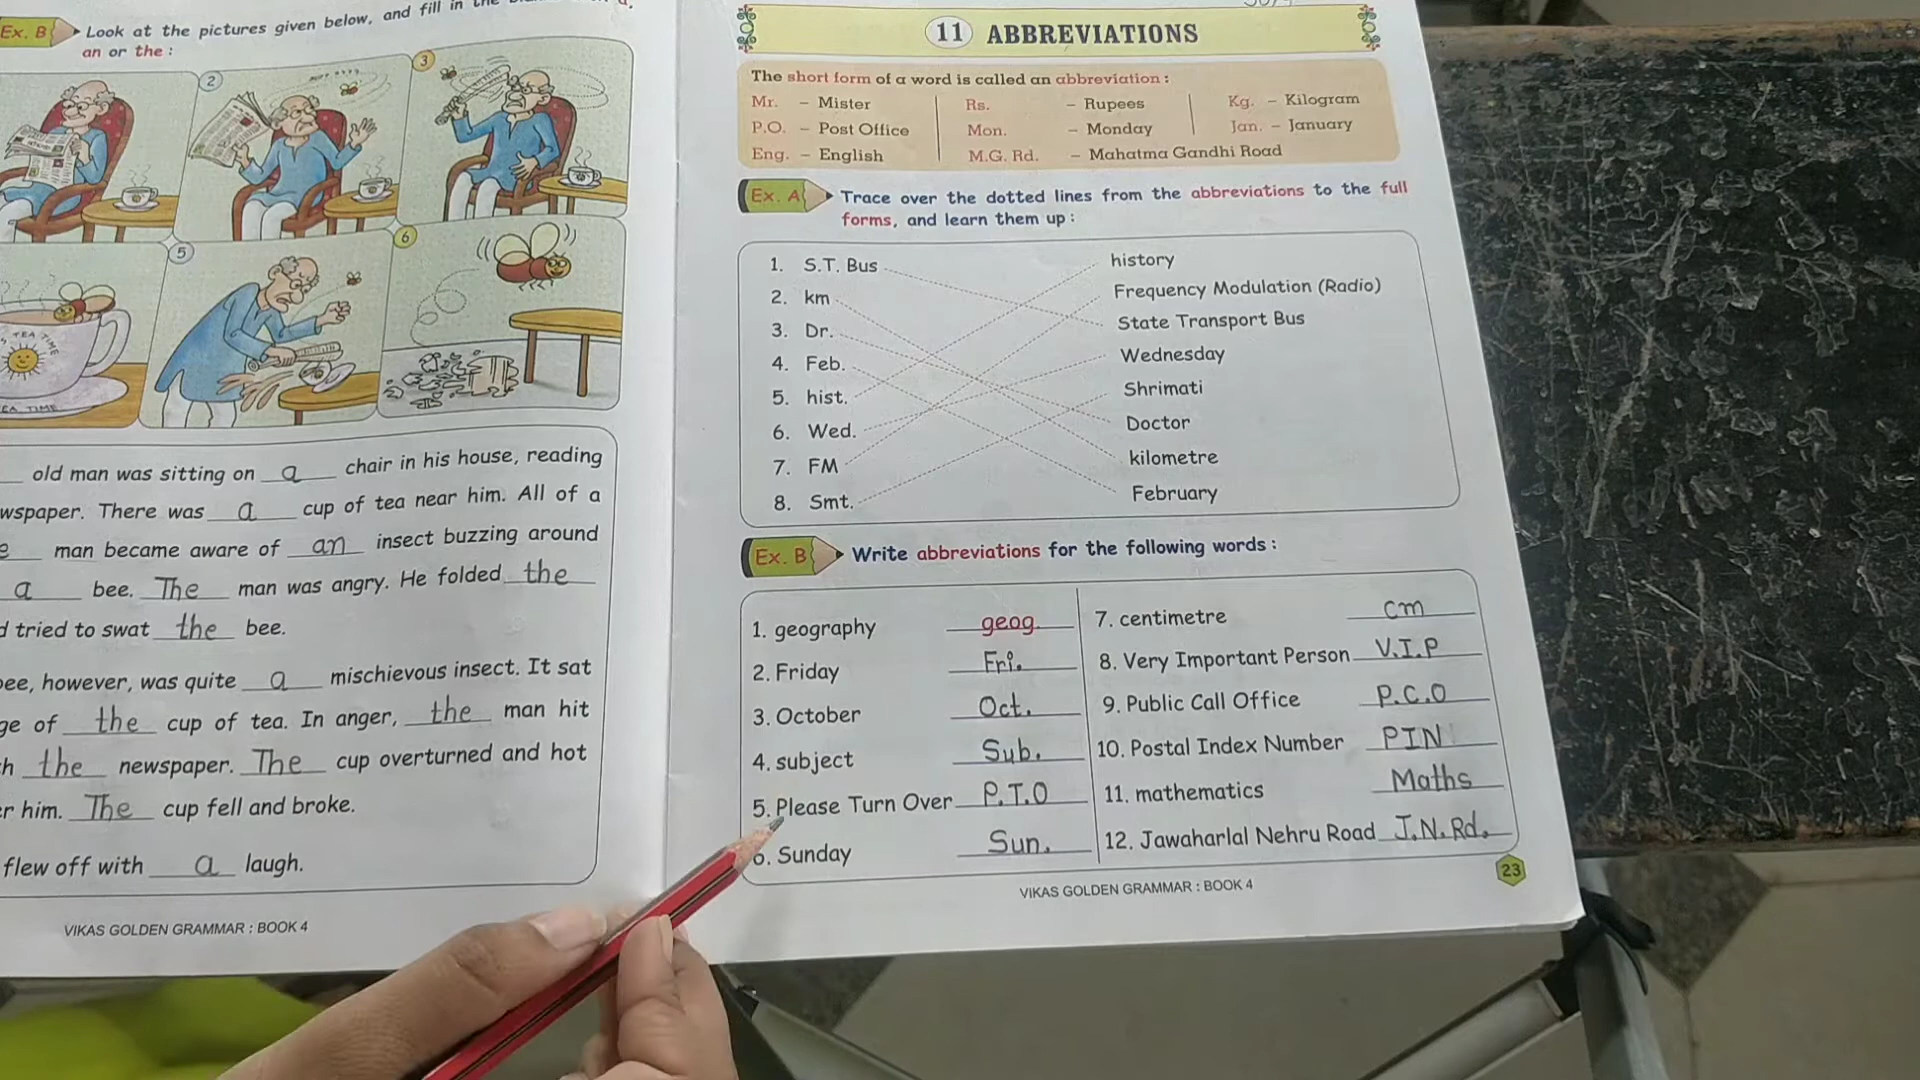 Ex. B Look at the pictures given below, and fill in the
an or the :
2
3
5
6
TEA TIME
TEA TIME
old man was sitting on a chair in his house, reading
There was a cup of tea near him. All of a
man became aware of an insect buzzing around
a bee. The man was angry. He folded the
tried to swat the bee.
however, was quite a mischievous insect. It sat
of the cup of tea. In anger, the man hit
the newspaper. The cup overturned and hot
him. The cup fell and broke.
flew off with a laugh.
VIKAS GOLDEN GRAMMAR : BOOK 4
11 ABBREVIATIONS
The short form of a word is called an abbreviation :
Mr. – Mister Rs. – Rupees Kg. – Kilogram
P.O. – Post Office Mon. – Monday Jan. – January
Eng. – English M.G. Rd. – Mahatma Gandhi Road
Ex. A Trace over the dotted lines from the abbreviations to the full
forms, and learn them up :
1. S.T. Bus history
2. km Frequency Modulation (Radio)
3. Dr. State Transport Bus
4. Feb. Wednesday
5. hist. Shrimati
6. Wed. Doctor
7. FM kilometre
8. Smt. February
Ex. B Write abbreviations for the following words :
1. geography geog. 7. centimetre cm
2. Friday Fri. 8. Very Important Person V.I.P
3. October Oct. 9. Public Call Office P.C.O
4. subject Sub. 10. Postal Index Number PIN
5. Please Turn Over P.T.O 11. mathematics Maths
6. Sunday Sun. 12. Jawaharlal Nehru Road J.N.Rd.
23
VIKAS GOLDEN GRAMMAR : BOOK 4